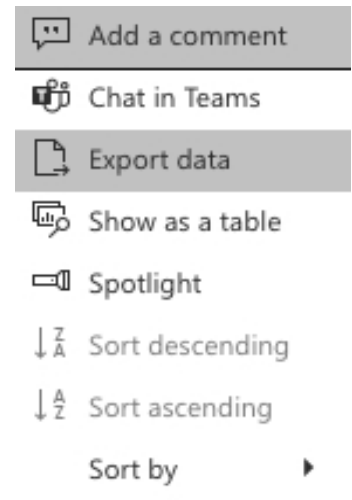 Add a comment
Chat in Teams
Export data
Show as a table
Spotlight
Sort descending
Sort ascending
Sort by